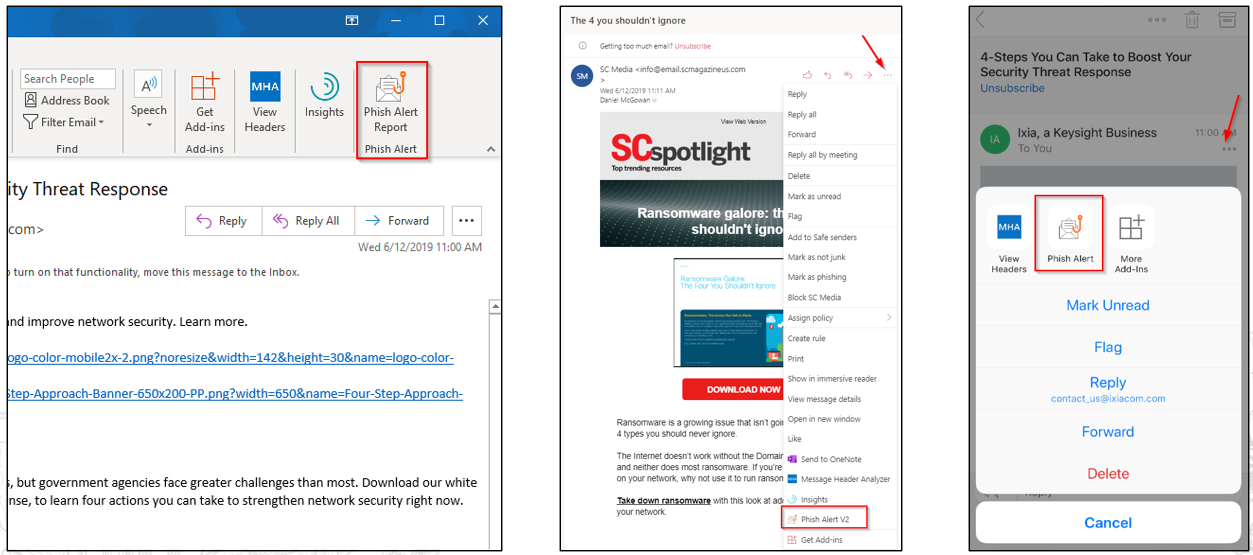 Search People
Address Book
Filter Email
Find
Speech
Get
Add-ins
Add-ins
MHA
View
Headers
Insights
Phish Alert
Report
Phish Alert
ity Threat Response
com>
Reply
Reply All
Forward
Wed 6/12/2019 11:00 AM
o turn on that functionality, move this message to the Inbox.
and improve network security. Learn more.
logo-color-mobile2x-2.png?noresize&width=142&height=30&name=logo-color-
Step-Approach-Banner-650x200-PP.png?width=650&name=Four-Step-Approach-
s, but government agencies face greater challenges than most. Download our white
nse, to learn four actions you can take to strengthen network security right now.
The 4 you shouldn't ignore
Getting too much email? Unsubscribe
SM
SC Media <info@email.scmagazineus.com
>
Wed 6/12/2019 11:11 AM
Daniel McGowan
View Web Version
SCspotlight
Top trending resources
Ransomware galore: th
shouldn't igno
Ransomware Galore:
The Four You Shouldn't Ignore
DOWNLOAD NOW
Ransomware is a growing issue that isn't goi
4 types you should never ignore.
The Internet doesn't work without the Domain
and neither does most ransomware. If you're
on your network, why not use it to run ransom
Take down ransomware with this look at ad
your network.
Reply
Reply all
Forward
Reply all by meeting
Delete
Mark as unread
Flag
Add to Safe senders
Mark as not junk
Mark as phishing
Block SC Media
Assign policy
Create rule
Print
Show in immersive reader
View message details
Open in new window
Like
Send to OneNote
Message Header Analyzer
Insights
Phish Alert V2
Get Add-ins
4-Steps You Can Take to Boost Your
Security Threat Response
Unsubscribe
IA
Ixia, a Keysight Business
11:00 AM
To You
MHA
View
Headers
Phish Alert
More
Add-Ins
Mark Unread
Flag
Reply
contact_us@ixiacom.com
Forward
Delete
Reply
Cancel